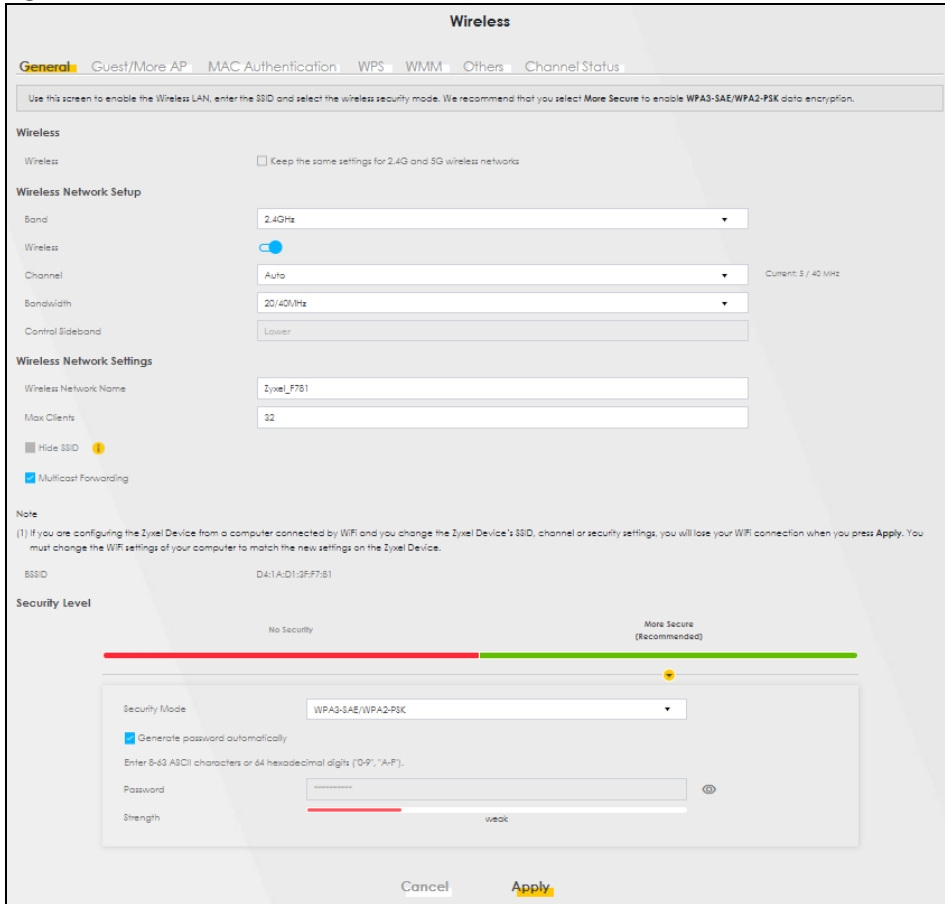 Wireless
General Guest/More AP MAC Authentication WPS WMM Others Channel Status
Use this screen to enable the Wireless LAN, enter the SSID and select the wireless security mode. We recommend that you select More Secure to enable WPA3-SAE/WPA2-PSK data encryption.
Wireless
Wireless Keep the same settings for 2.4G and 5G wireless networks
Wireless Network Setup
Band 2.4GHz
Wireless
Channel Auto Current: 5 / 40 MHz
Bandwidth 20/40MHz
Control Sideband Lower
Wireless Network Settings
Wireless Network Name Zyxel_F781
Max Clients 32
Hide SSID
Multicast Forwarding
Note
(1) If you are configuring the Zyxel Device from a computer connected by WiFi and you change the Zyxel Device's SSID, channel or security settings, you will lose your WiFi connection when you press Apply. You
must change the WiFi settings of your computer to match the new settings on the Zyxel Device.
BSSID D4:1A:D1:3F:F7:81
Security Level
No Security More Secure
(Recommended)
Security Mode WPA3-SAE/WPA2-PSK
Generate password automatically
Enter 8-63 ASCII characters or 64 hexadecimal digits ("0-9", "A-F").
Password
Strength weak
Cancel Apply